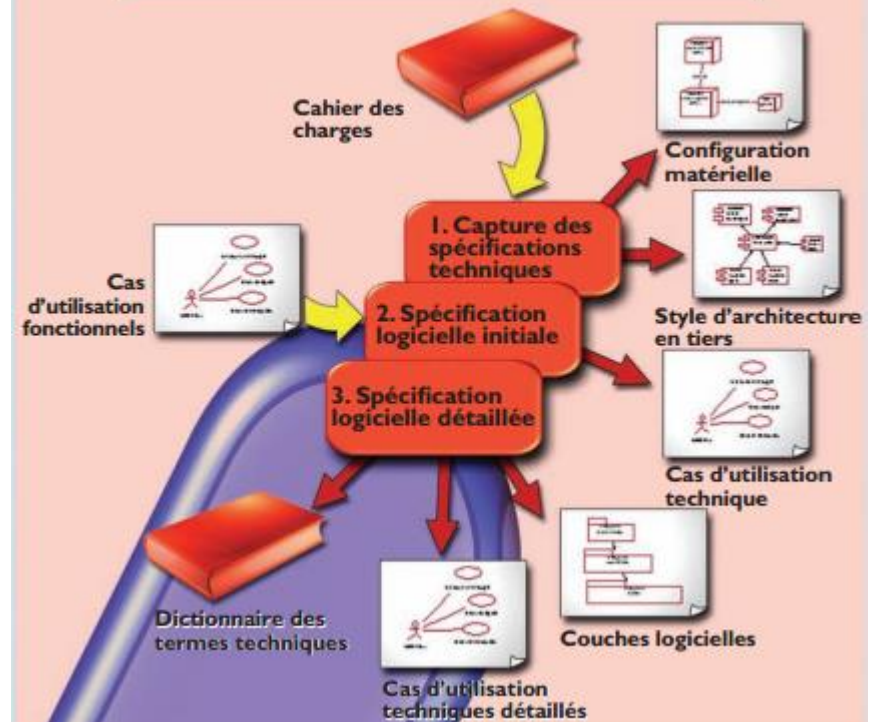 Cahier des
charges
Configuration
matérielle
1. Capture des
spécifications
techniques
Style d'architecture
en tiers
Cas
d'utilisation
fonctionnels
2. Spécification
logicielle initiale
3. Spécification
logicielle détaillée
Cas d'utilisation
technique
Dictionnaire des
termes techniques
Couches logicielles
Cas d'utilisation
techniques détaillés